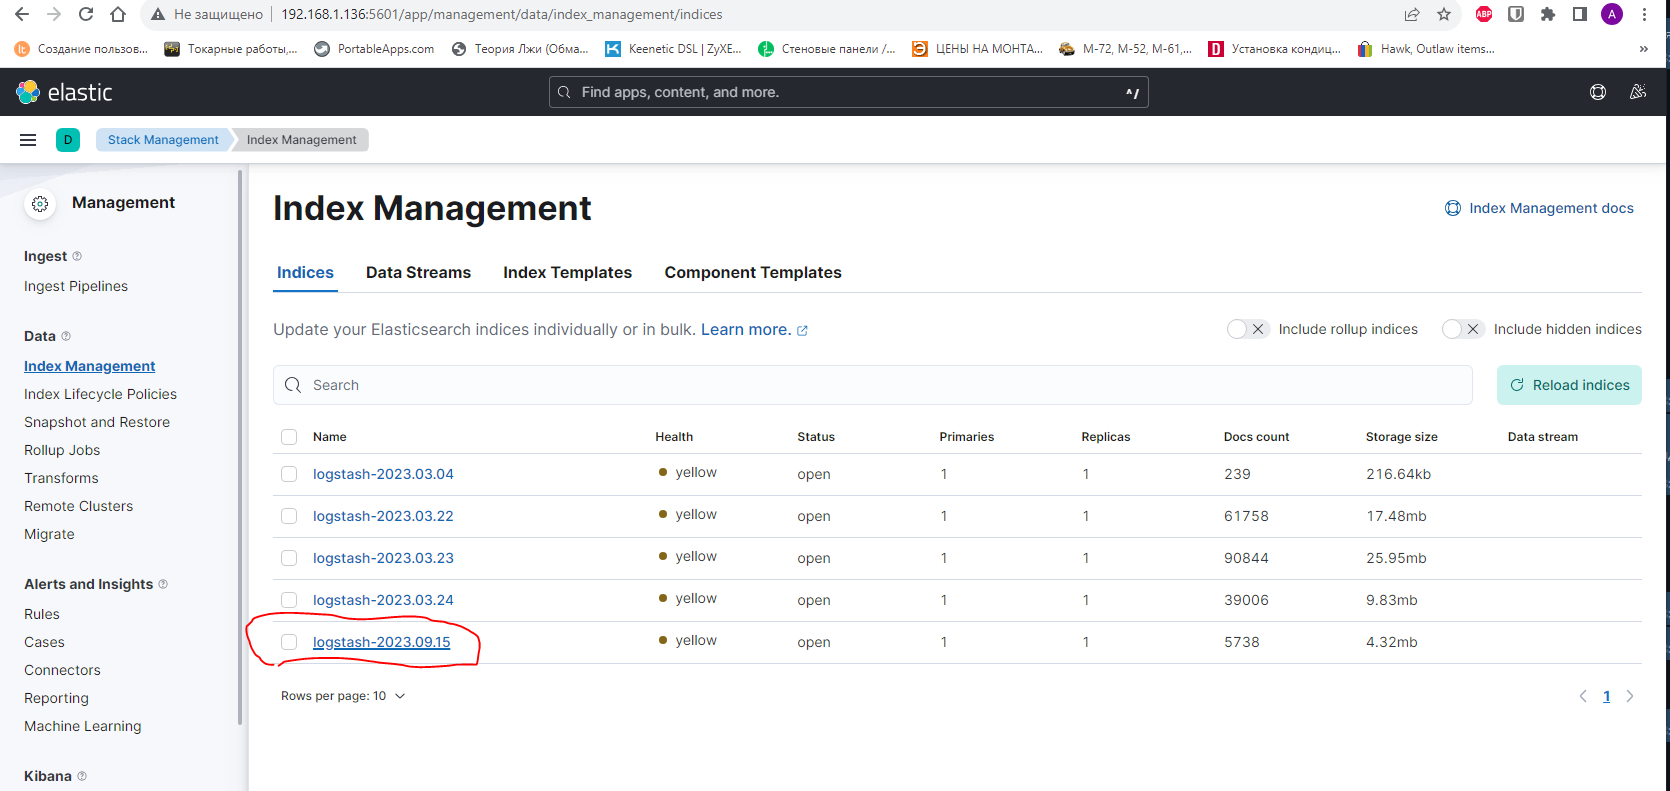 Не защищено 192.168.1.136:5601/app/management/data/index_management/indices ABP A
lt Создание пользов... Токарные работы,... PortableApps.com Теория Лжи (Обма... Keenetic DSL | ZyXE... Стеновые панели /... ЦЕНЫ НА МОНТА... М-72, М-52, М-61,... D Установка кондиц... Hawk, Outlaw items... »
elastic Find apps, content, and more. ^/
D Stack Management Index Management
Management
Ingest
Ingest Pipelines
Data
Index Management
Index Lifecycle Policies
Snapshot and Restore
Rollup Jobs
Transforms
Remote Clusters
Migrate
Alerts and Insights
Rules
Cases
Connectors
Reporting
Machine Learning
Kibana
Index Management
Index Management docs
Indices Data Streams Index Templates Component Templates
Update your Elasticsearch indices individually or in bulk. Learn more. Include rollup indices Include hidden indices
Search Reload indices
Name Health Status Primaries Replicas Docs count Storage size Data stream
logstash-2023.03.04 yellow open 1 1 239 216.64kb
logstash-2023.03.22 yellow open 1 1 61758 17.48mb
logstash-2023.03.23 yellow open 1 1 90844 25.95mb
logstash-2023.03.24 yellow open 1 1 39006 9.83mb
logstash-2023.09.15 yellow open 1 1 5738 4.32mb
Rows per page: 10 1